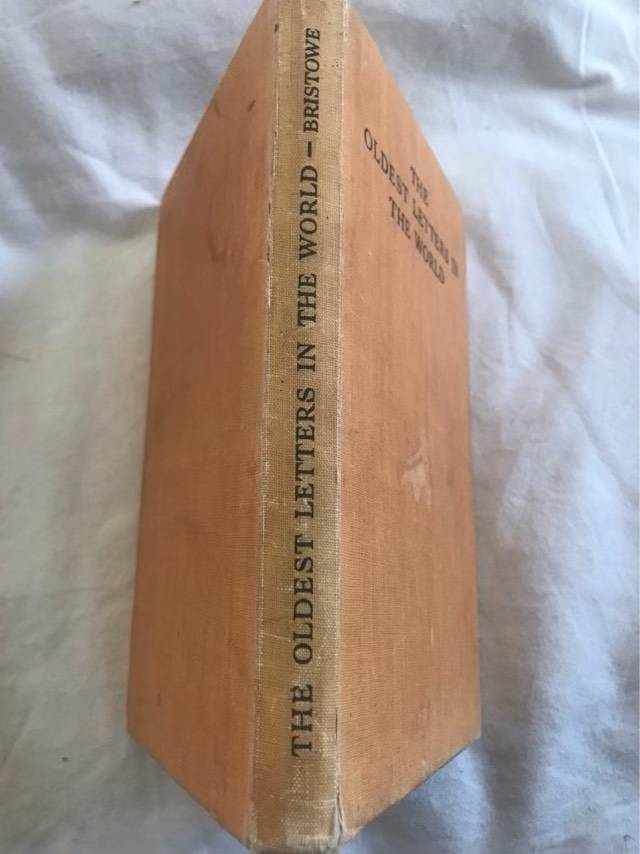 THE OLDEST LETTERS IN THE WORLD - BRISTOWE
THE
OLDEST LETTERS IN
THE WORLD